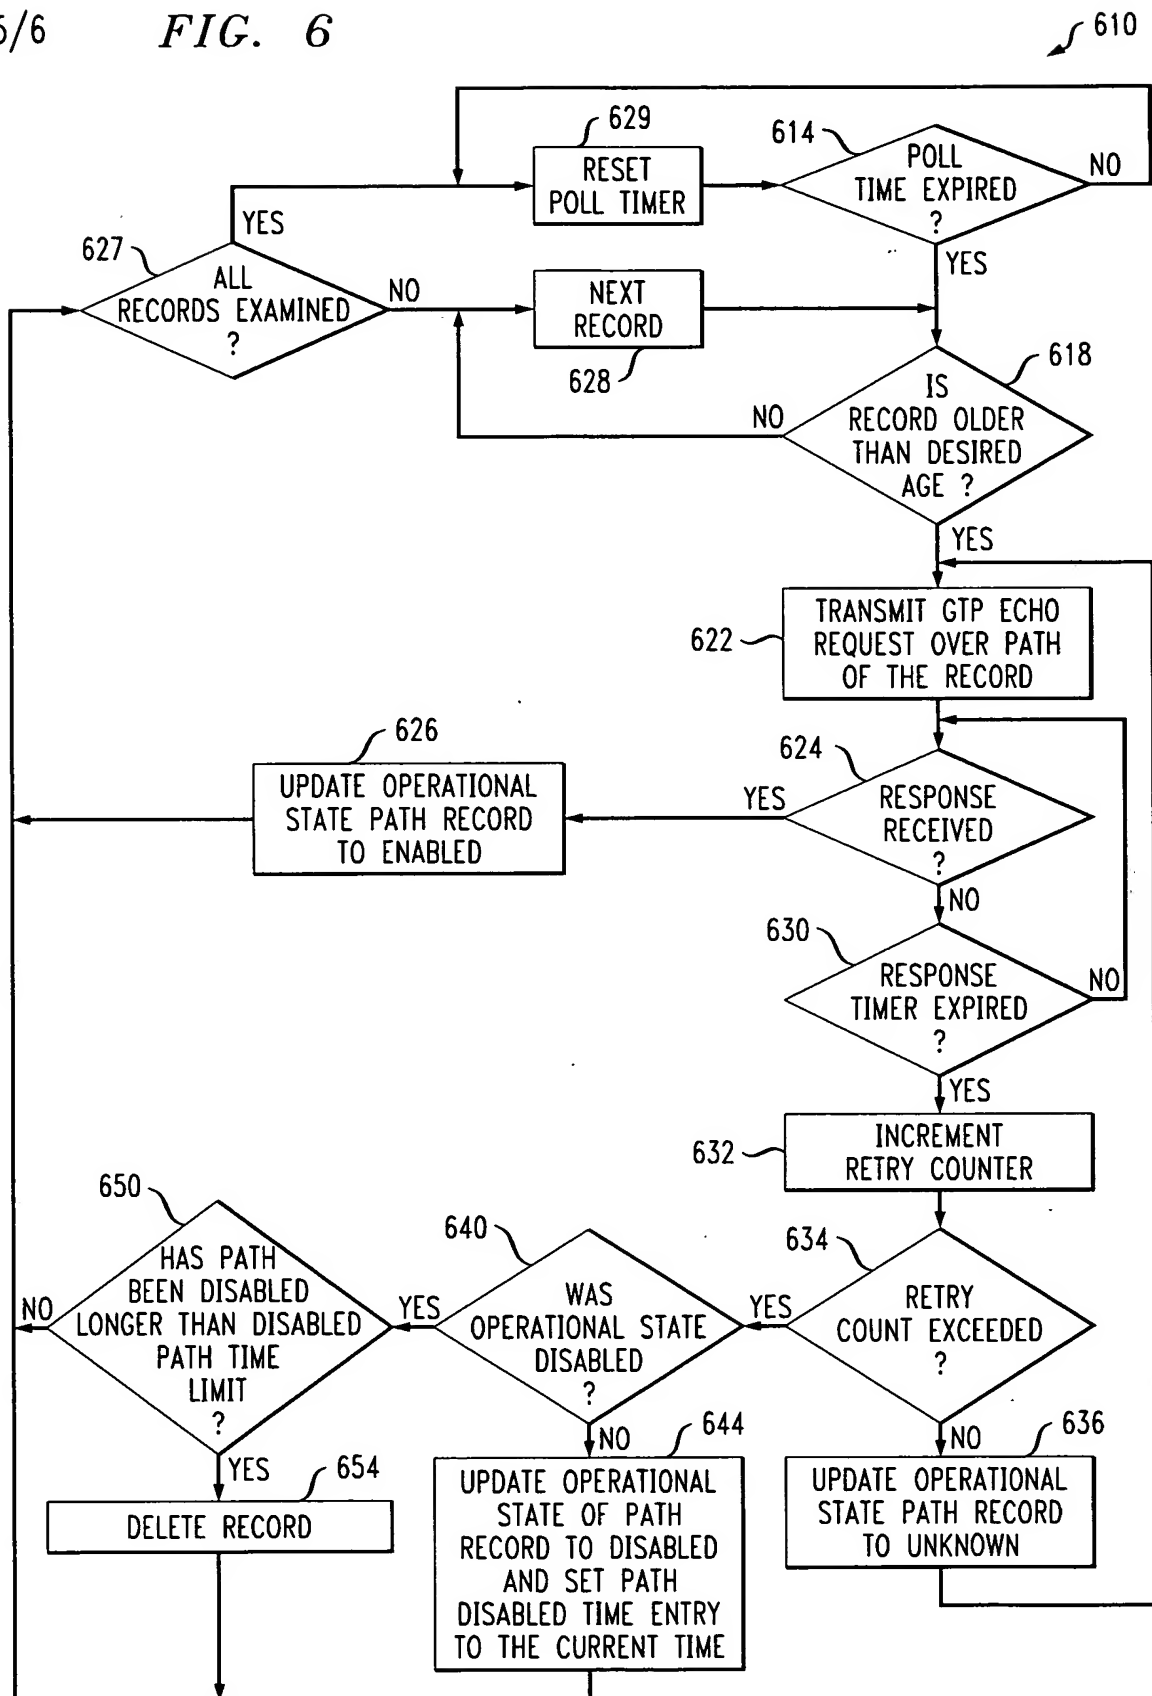 5/6
FIG. 6
610
629
RESET
POLL TIMER
614
POLL
TIME EXPIRED
?
NO
YES
YES
627
ALL
RECORDS EXAMINED
?
NO
NEXT
RECORD
628
618
IS
RECORD OLDER
THAN DESIRED
AGE ?
NO
YES
622
TRANSMIT GTP ECHO
REQUEST OVER PATH
OF THE RECORD
626
UPDATE OPERATIONAL
STATE PATH RECORD
TO ENABLED
624
YES
RESPONSE
RECEIVED
?
NO
630
RESPONSE
TIMER EXPIRED
?
NO
YES
632
INCREMENT
RETRY COUNTER
650
HAS PATH
BEEN DISABLED
LONGER THAN DISABLED
PATH TIME
LIMIT
?
NO
YES
640
WAS
OPERATIONAL STATE
DISABLED
?
YES
NO
634
RETRY
COUNT EXCEEDED
?
YES
NO
654
DELETE RECORD
644
UPDATE OPERATIONAL
STATE OF PATH
RECORD TO DISABLED
AND SET PATH
DISABLED TIME ENTRY
TO THE CURRENT TIME
636
UPDATE OPERATIONAL
STATE PATH RECORD
TO UNKNOWN